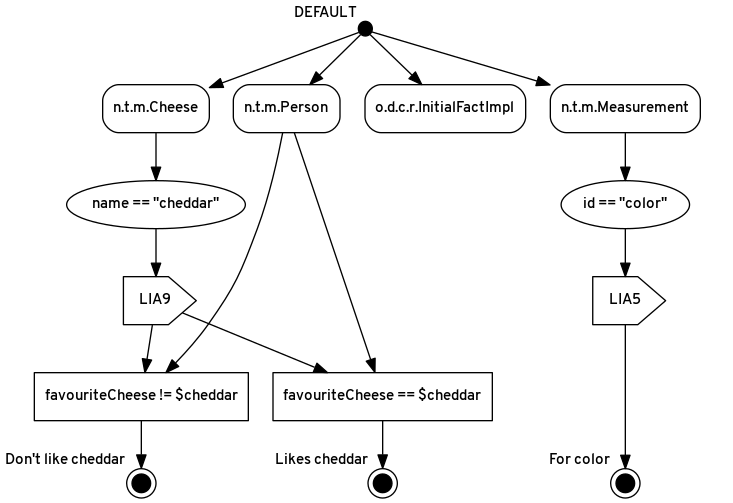 DEFAULT
n.t.m.Cheese
n.t.m.Person
o.d.c.r.InitialFactImpl
n.t.m.Measurement
name == "cheddar"
id == "color"
LIA9
LIA5
favouriteCheese != $cheddar
favouriteCheese == $cheddar
Don't like cheddar
Likes cheddar
For color